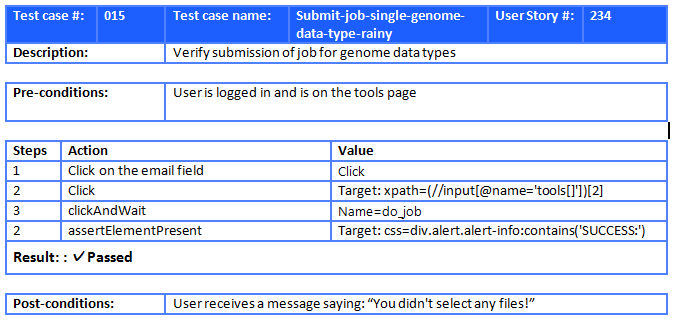 Test case #: 015 Test case name: Submit-job-single-genome- User Story #: 234
data-type-rainy
Description: Verify submission of job for genome data types
Pre-conditions: User is logged in and is on the tools page
Steps Action Value
1 Click on the email field Click
2 Click Target: xpath=(//input[@name='tools[]'])[2]
3 clickAndWait Name=do_job
2 assertElementPresent Target: css=div.alert.alert-info:contains('SUCCESS:')
Result: : ✓ Passed
Post-conditions: User receives a message saying: “You didn't select any files!”